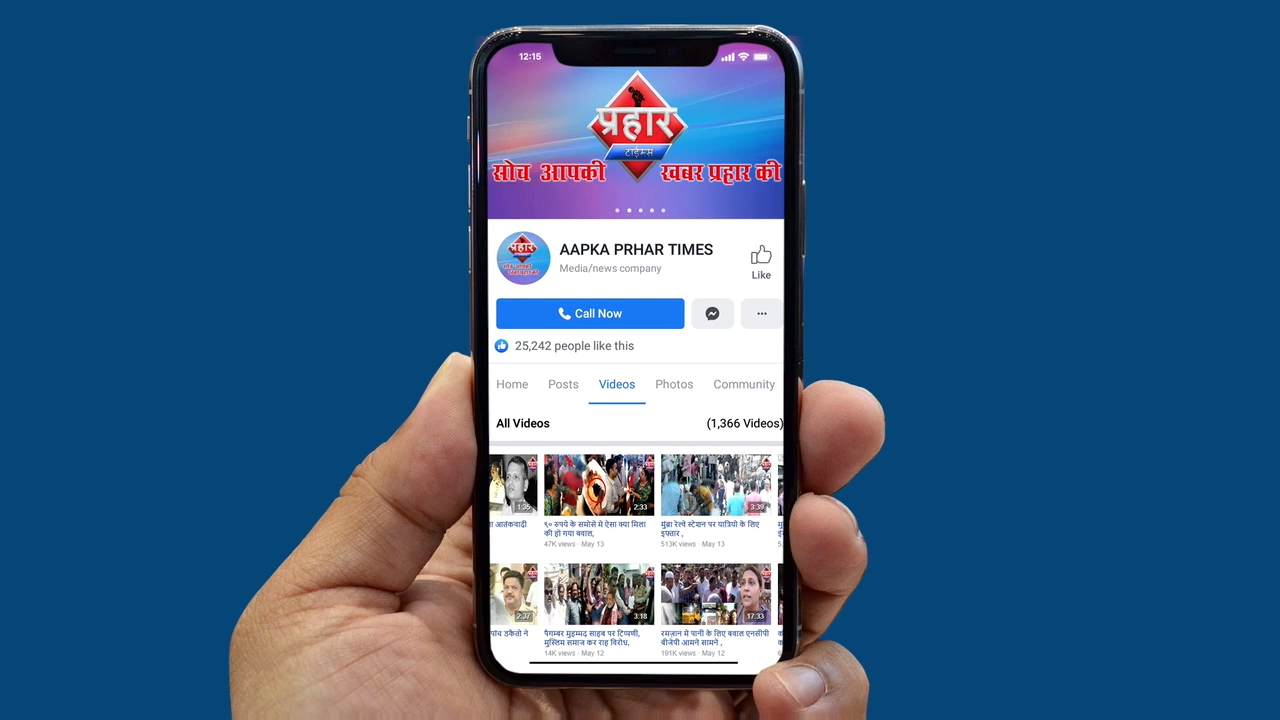 12:15
प्रहार
टाईम्स
सोच आपकी खबर प्रहार की
AAPKA PRHAR TIMES
Media/news company
Like
Call Now
25,242 people like this
Home Posts Videos Photos Community
All Videos (1,366 Videos)
1:35
2:33
3:39
आतंकवादी
१० रुपये के समोसे मे ऐसा क्या मिला
की हो गया बवाल,
47K views · May 13
मुंब्रा रेल्वे स्टेशन पर यात्रियो के लिए
इफ्तार ,
513K views · May 13
2:37
3:18
17:33
पांच डकैतो ने
पैगम्बर मुहम्मद साहब पर टिप्पणी,
मुस्लिम समाज कर राह विरोध,
14K views · May 12
रमज़ान मे पानी के लिए बवाल एनसीपी
बीजेपी आमने सामने ,
191K views · May 12